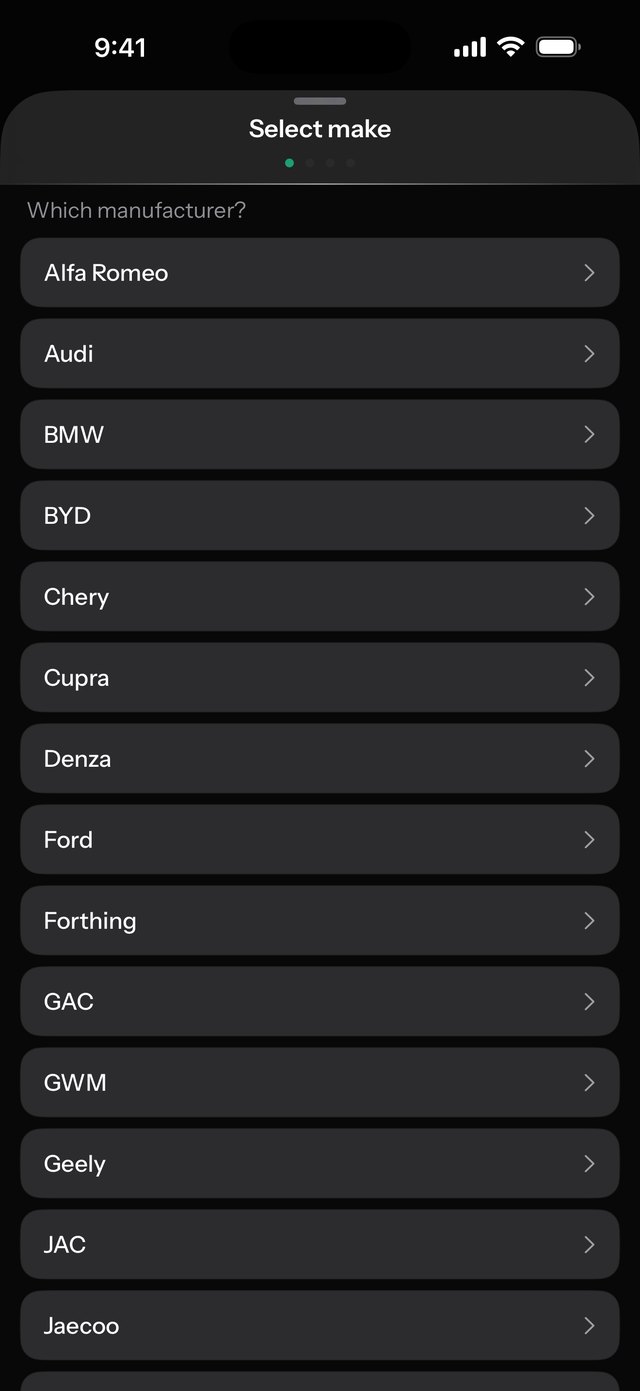 9:41
Select make
Which manufacturer?
Alfa Romeo
Audi
BMW
BYD
Chery
Cupra
Denza
Ford
Forthing
GAC
GWM
Geely
JAC
Jaecoo